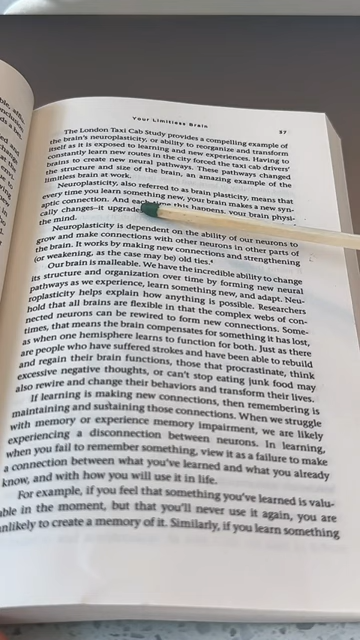 Your Limitless Brain
37
The London Taxi Cab Study provides a compelling example of
the brain's neuroplasticity, or ability to reorganize and transform
itself as it is exposed to learning and new experiences. Having to
constantly learn new routes in the city forced the taxi cab drivers'
brains to create new neural pathways. These pathways changed
the structure and size of the brain, an amazing example of the
limitless brain at work.
Neuroplasticity, also referred to as brain plasticity, means that
every time you learn something new, your brain makes a new syn-
aptic connection. And each time this happens, your brain physi-
cally changes—it upgrades
the mind.
Neuroplasticity is dependent on the ability of our neurons to
grow and make connections with other neurons in other parts of
the brain. It works by making new connections and strengthening
(or weakening, as the case may be) old ties.
Our brain is malleable. We have the incredible ability to change
its structure and organization over time by forming new neural
pathways as we experience, learn something new, and adapt. Neu-
roplasticity helps explain how anything is possible. Researchers
hold that all brains are flexible in that the complex webs of con-
nected neurons can be rewired to form new connections. Some-
times, that means the brain compensates for something it has lost,
as when one hemisphere learns to function for both. Just as there
are people who have suffered strokes and have been able to rebuild
and regain their brain functions, those that procrastinate, think
excessive negative thoughts, or can't stop eating junk food may
also rewire and change their behaviors and transform their lives.
If learning is making new connections, then remembering is
maintaining and sustaining those connections. When we struggle
with memory or experience memory impairment, we are likely
experiencing a disconnection between neurons. In learning,
when you fail to remember something, view it as a failure to make
a connection between what you've learned and what you already
know, and with how you will use it in life.
For example, if you feel that something you've learned is valu-
able in the moment, but that you'll never use it again, you are
unlikely to create a memory of it. Similarly, if you learn something